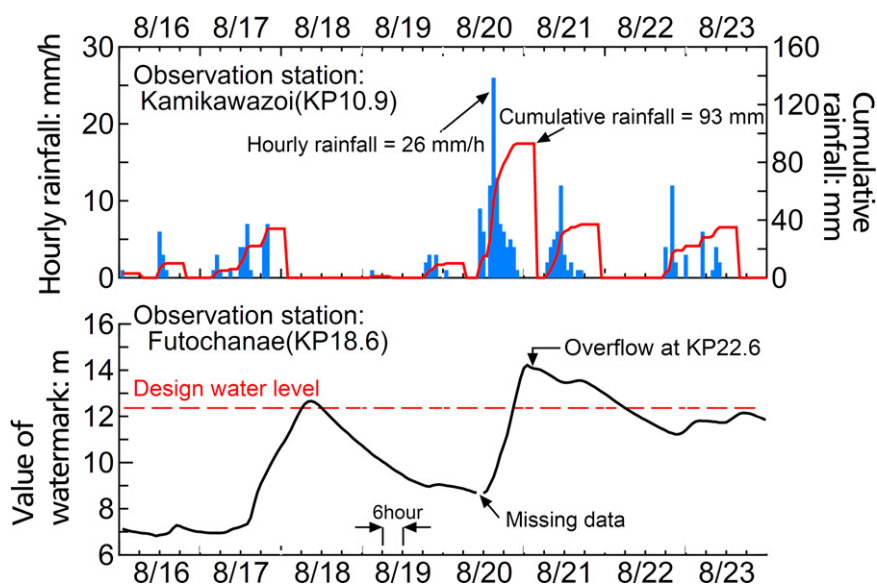 8/16 8/17 8/18 8/19 8/20 8/21 8/22 8/23
30
20
10
0
Hourly rainfall: mm/h
Observation station:
Kamikawazoi(KP10.9)
Hourly rainfall = 26 mm/h
Cumulative rainfall = 93 mm
160
120
80
40
0
Cumulative
rainfall: mm
16
14
12
10
8
6
Value of
watermark: m
Observation station:
Futochanae(KP18.6)
Design water level
Overflow at KP22.6
6hour
Missing data
8/16 8/17 8/18 8/19 8/20 8/21 8/22 8/23